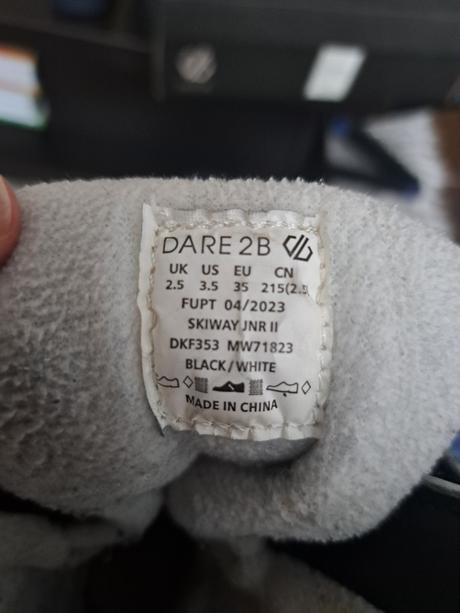 DARE 2B
UK US EU CN
2.5 3.5 35 215(2.5
FUPT 04/2023
SKIWAY JNR II
DKF353 MW71823
BLACK/WHITE
MADE IN CHINA